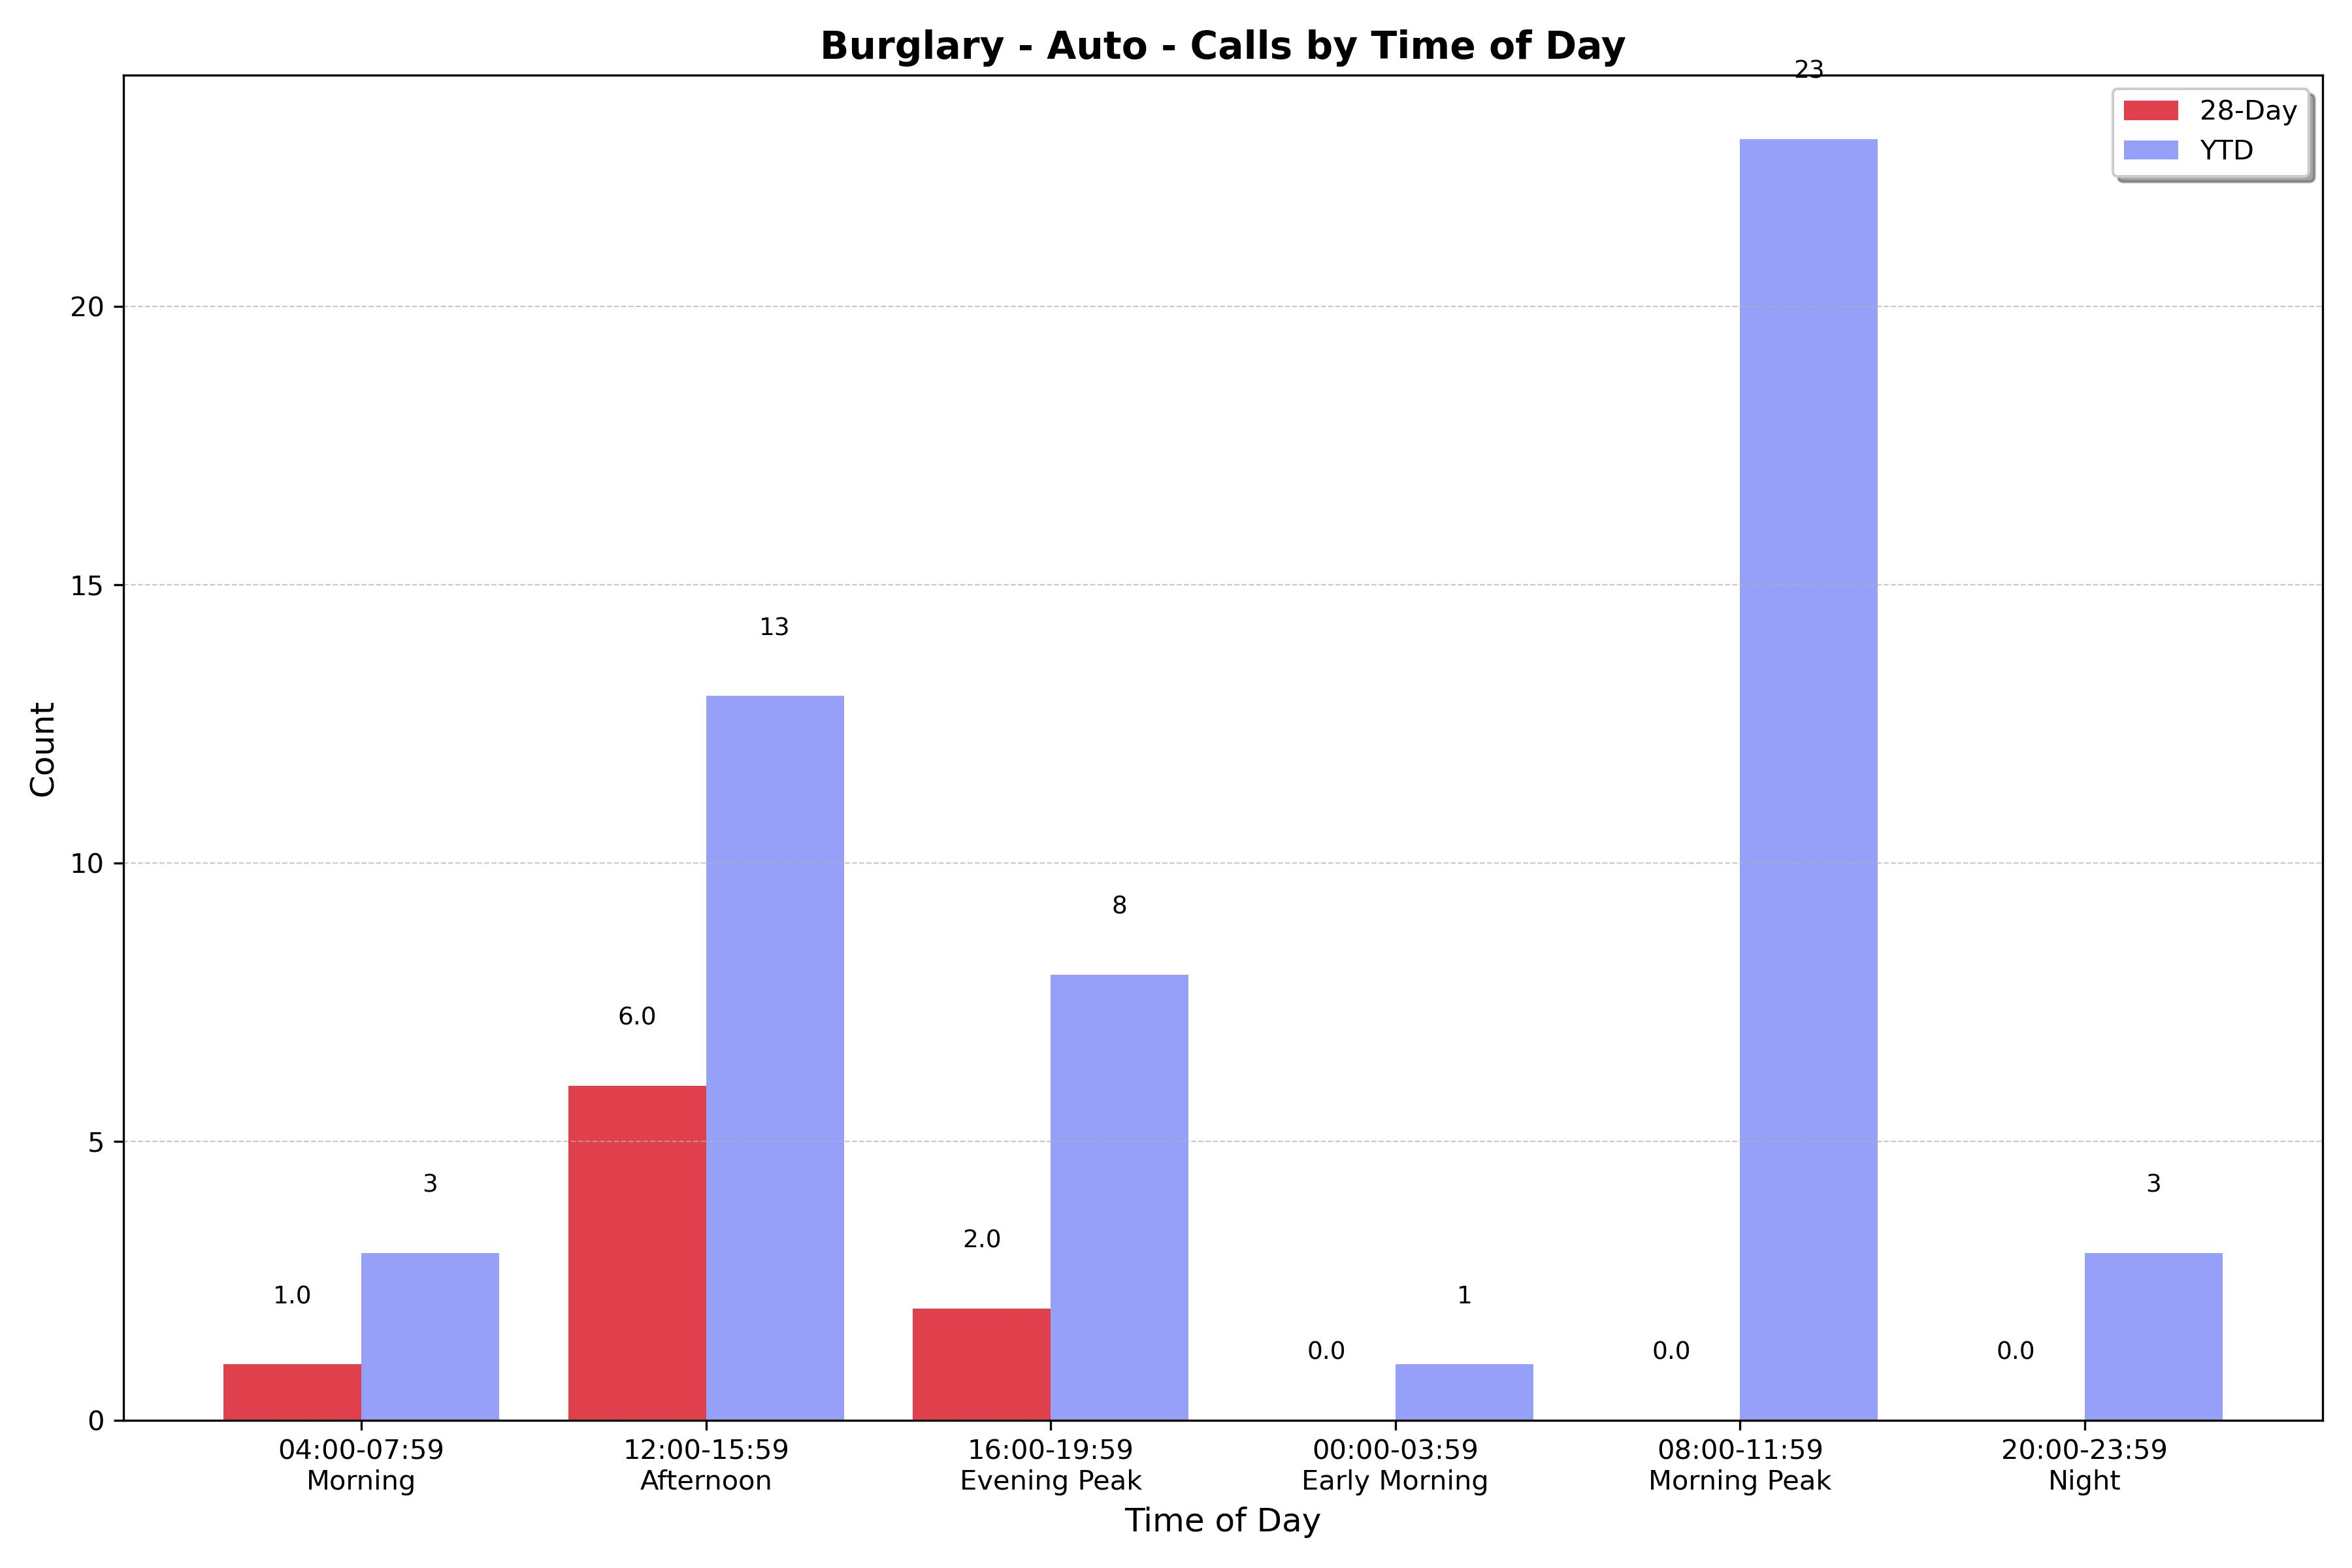 Burglary - Auto - Calls by Time of Day
23
28-Day
YTD
20
15
13
10
8
6.0
5
3
3
2.0
1.0
1
0.0
0.0
0.0
0
Count
04:00-07:59
Morning
12:00-15:59
Afternoon
16:00-19:59
Evening Peak
00:00-03:59
Early Morning
08:00-11:59
Morning Peak
20:00-23:59
Night
Time of Day